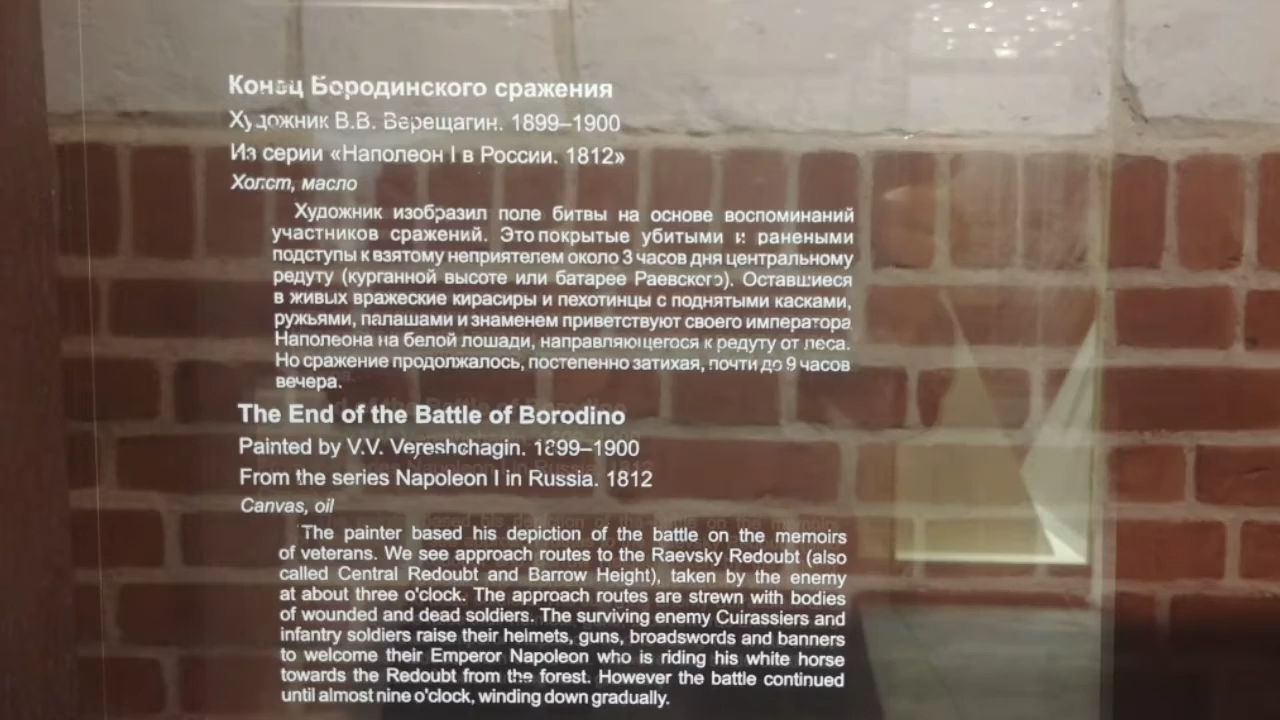 Конец Бородинского сражения
Художник В.В. Верещагин. 1899–1900
Из серии «Наполеон I в России. 1812»
Холст, масло
Художник изобразил поле битвы на основе воспоминаний
участников сражений. Это покрытые убитыми и ранеными
подступы к взятому неприятелем около 3 часов дня центральному
редуту (курганной высоте или батарее Раевского). Оставшиеся
в живых вражеские кирасиры и пехотинцы с поднятыми касками,
ружьями, палашами и знаменем приветствуют своего императора
Наполеона на белой лошади, направляющегося к редуту от леса.
Но сражение продолжалось, постепенно затихая, почти до 9 часов
вечера.
The End of the Battle of Borodino
Painted by V.V. Vereshchagin. 1899–1900
From the series Napoleon I in Russia. 1812
Canvas, oil
The painter based his depiction of the battle on the memoirs
of veterans. We see approach routes to the Raevsky Redoubt (also
called Central Redoubt and Barrow Height), taken by the enemy
at about three o'clock. The approach routes are strewn with bodies
of wounded and dead soldiers. The surviving enemy Cuirassiers and
infantry soldiers raise their helmets, guns, broadswords and banners
to welcome their Emperor Napoleon who is riding his white horse
towards the Redoubt from the forest. However the battle continued
until almost nine o'clock, winding down gradually.